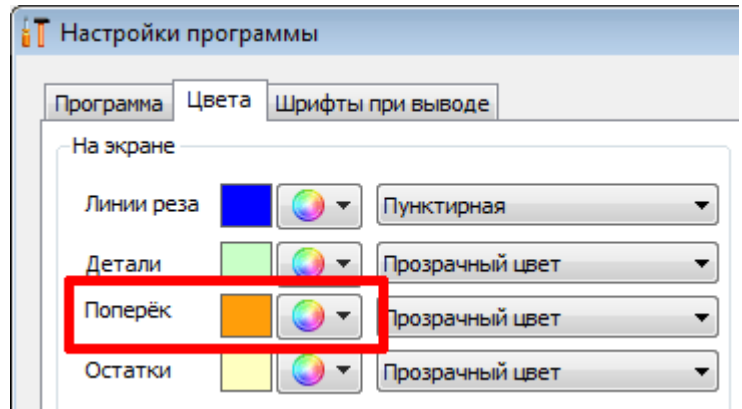 Настройки программы
Программа Цвета Шрифты при выводе
На экране
Линии реза Пунктирная
Детали Прозрачный цвет
Поперёк Прозрачный цвет
Остатки Прозрачный цвет